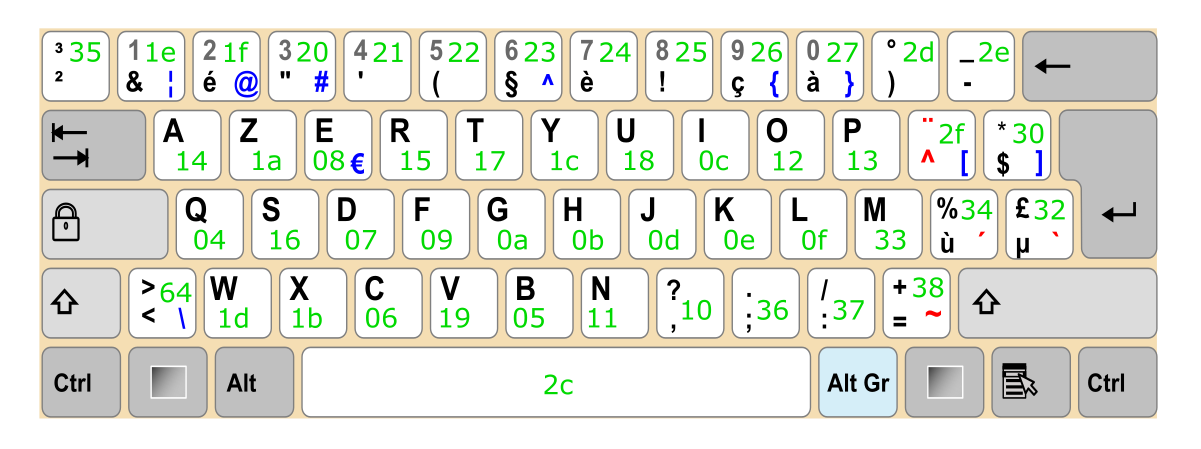 ³ 35 1 1e 2 1f 3 20 4 21 5 22 6 23 7 24 8 25 9 26 0 27 ° 2d _ 2e
² & ¦ é @ " # ' ( § ^ è ! ç { à } ) -
A Z E R T Y U I O P ¨ 2f * 30
14 1a 08 € 15 17 1c 18 0c 12 13 ^ [ $ ]
Q S D F G H J K L M % 34 £ 32
04 16 07 09 0a 0b 0d 0e 0f 33 ù ´ µ `
> 64 W X C V B N ? . / + 38
< \ 1d 1b 06 19 05 11 , 10 ; 36 : 37 = ~
Ctrl Alt 2c Alt Gr Ctrl